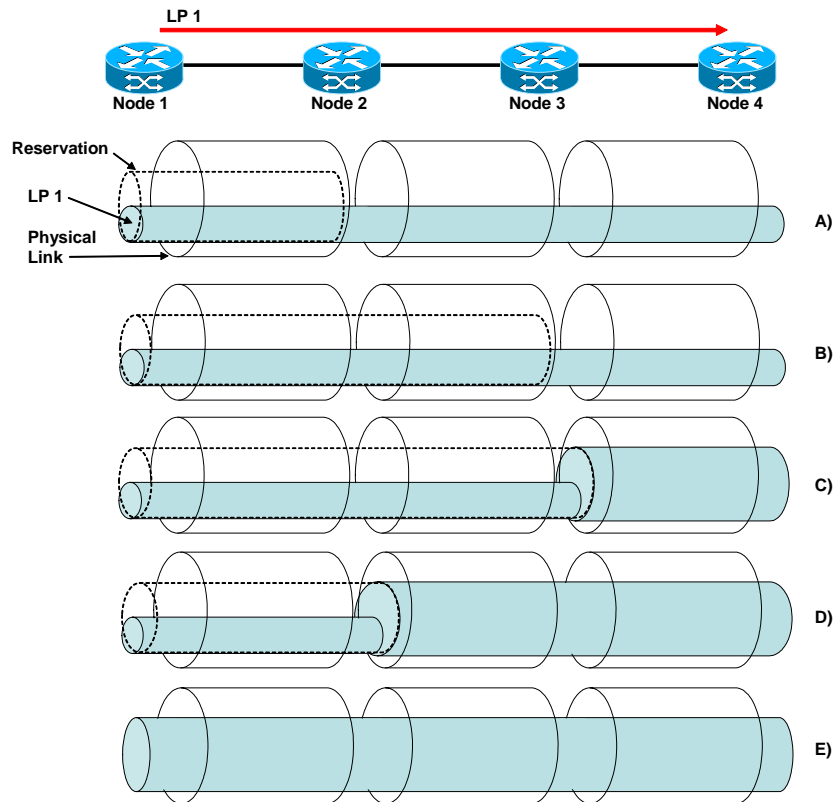 LP 1
Node 1
Node 2
Node 3
Node 4
Reservation
LP 1
Physical
Link
A)
B)
C)
D)
E)